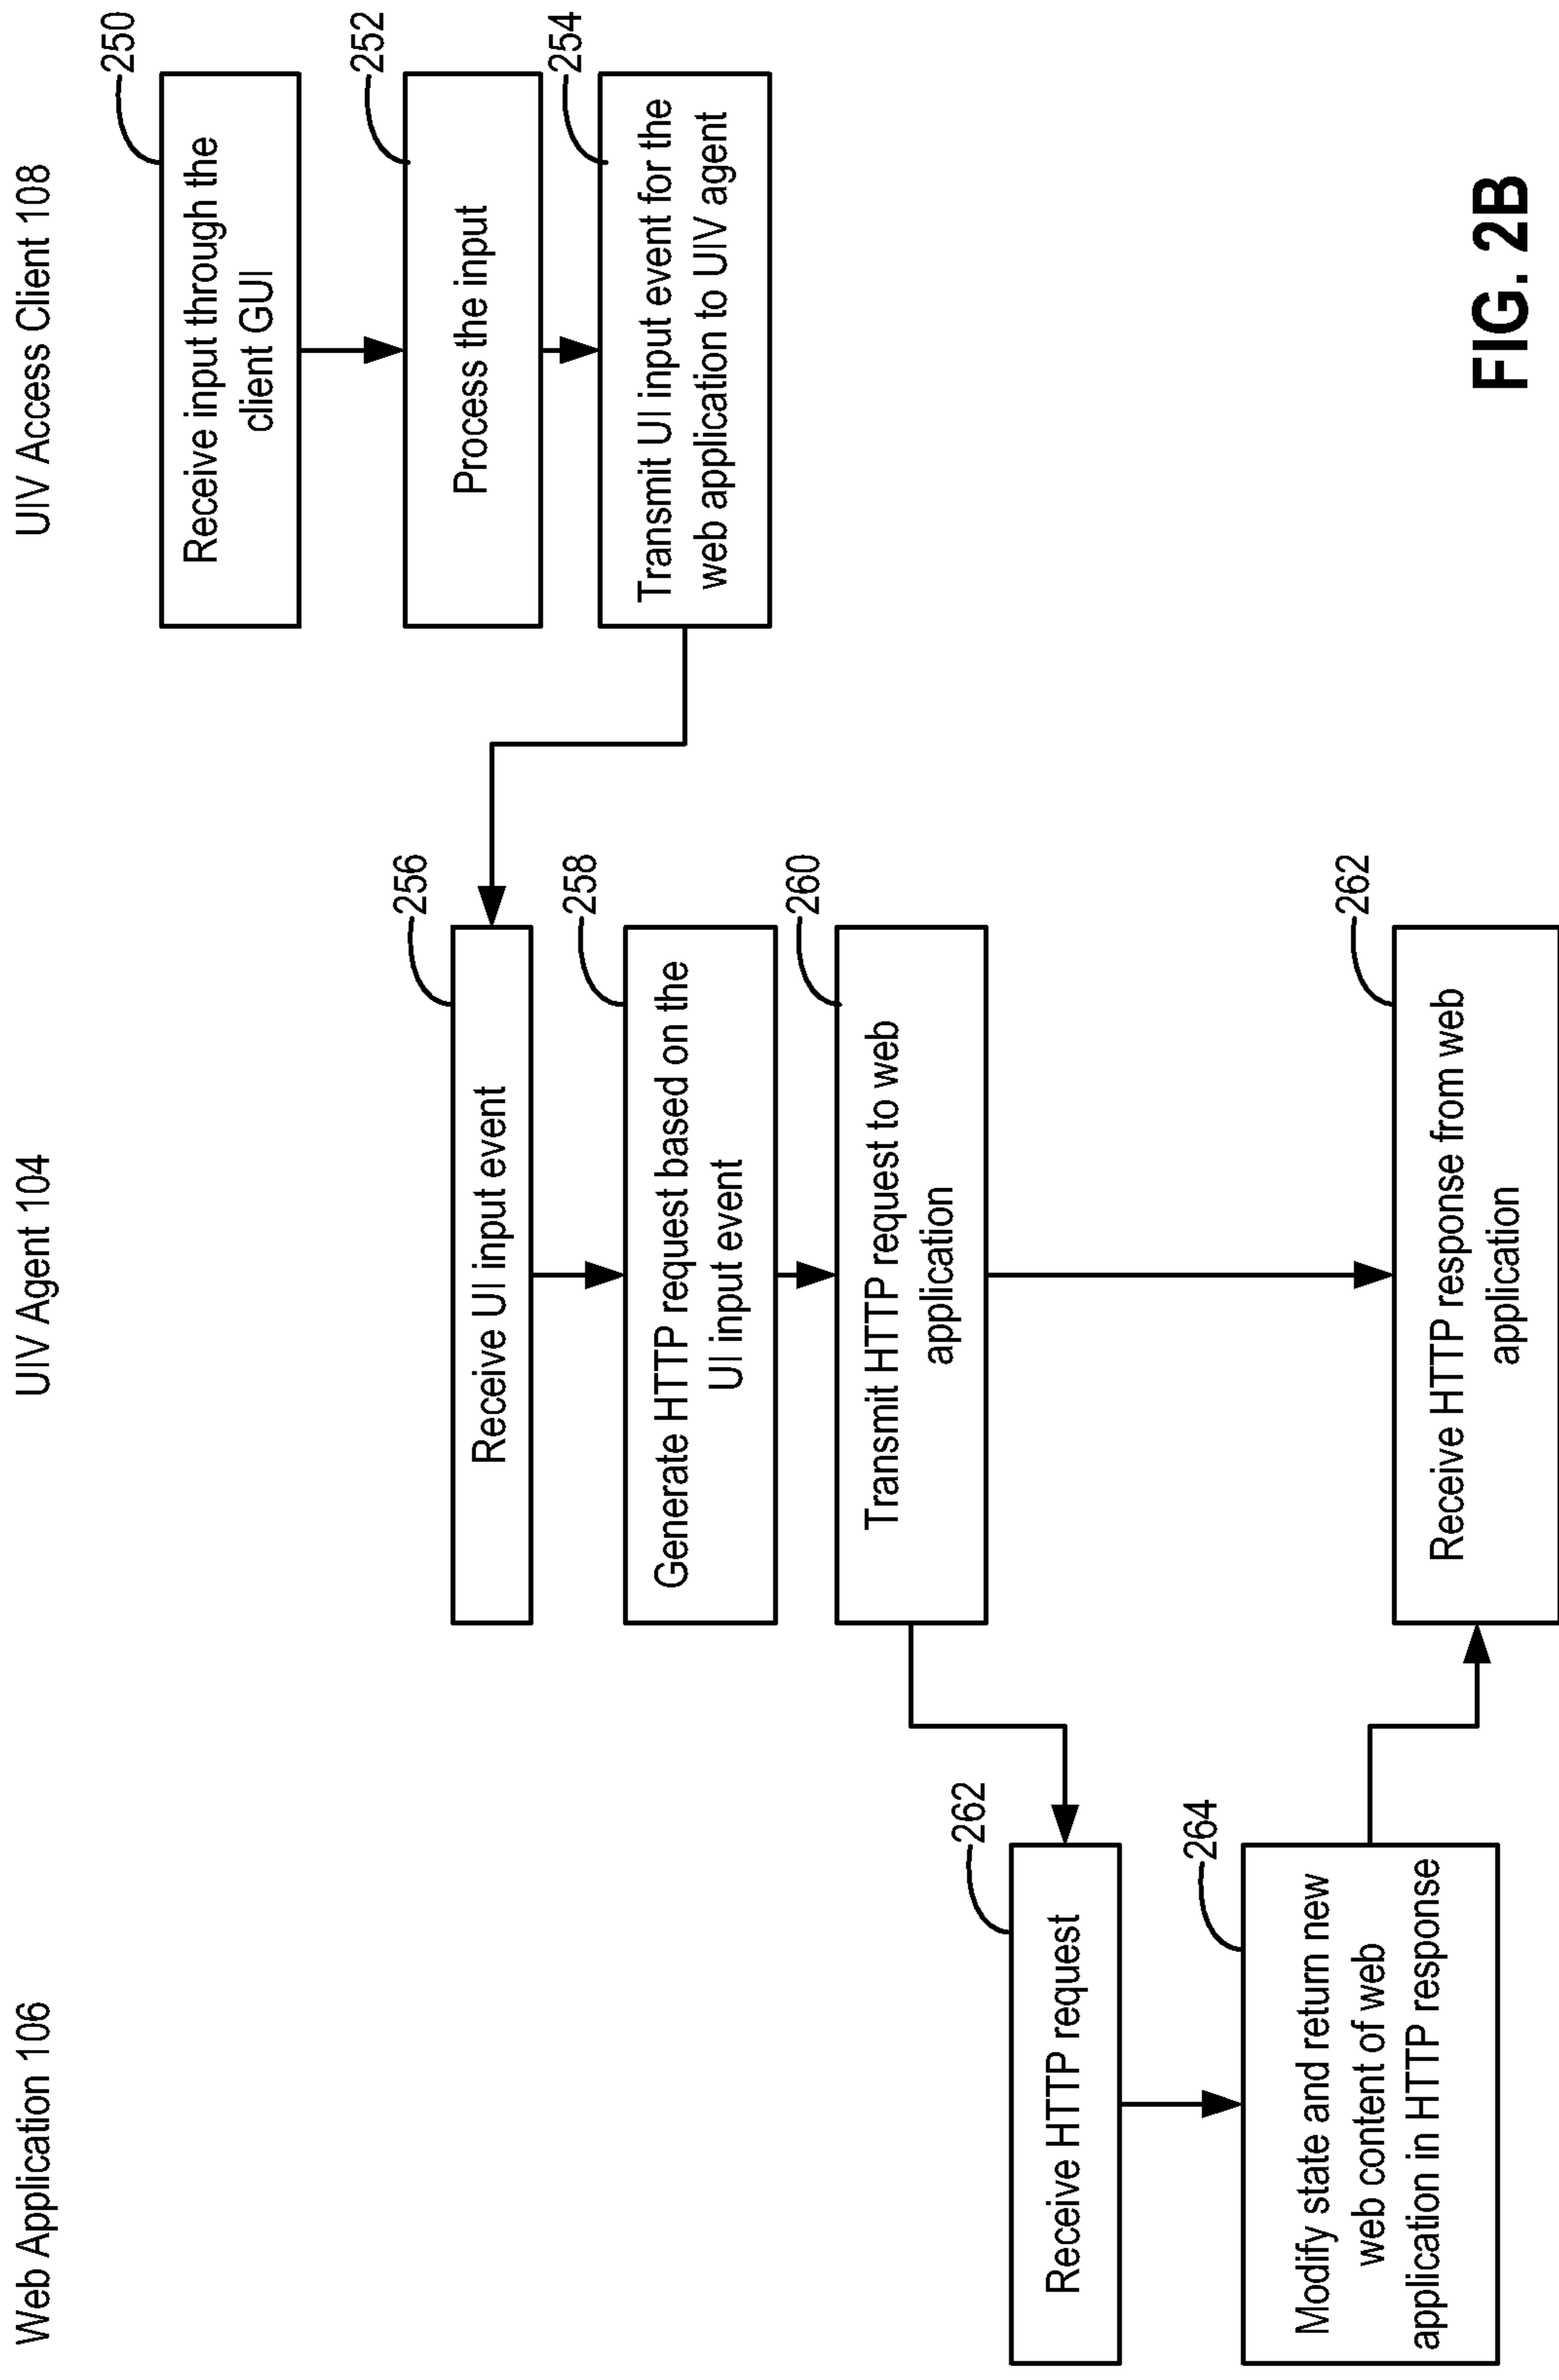 Web Application 106
UIV Agent 104
UIV Access Client 108
250
Receive input through the
client GUI
252
Process the input
254
Transmit UI input event for the
web application to UIV agent
256
Receive UI input event
258
Generate HTTP request based on the
UI input event
260
Transmit HTTP request to web
application
262
Receive HTTP request
264
Modify state and return new
web content of web
application in HTTP response
262
Receive HTTP response from web
application
FIG. 2B